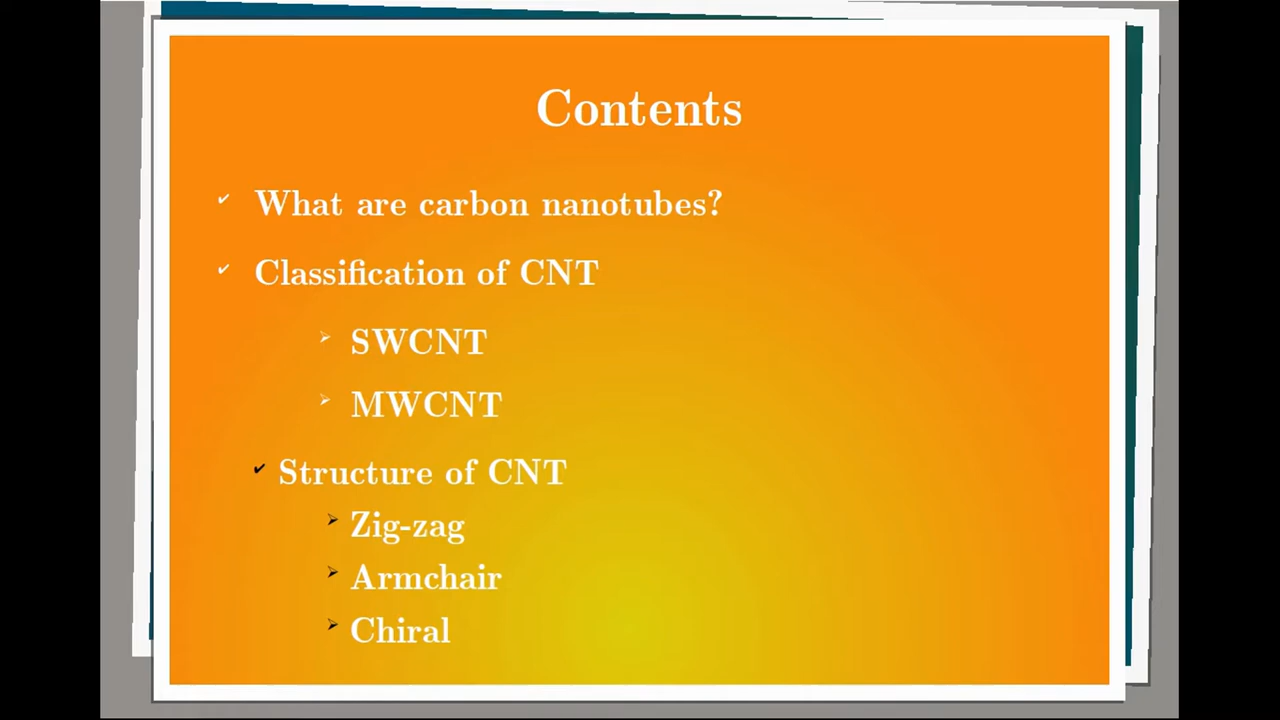 Contents
What are carbon nanotubes?
Classification of CNT
SWCNT
MWCNT
Structure of CNT
Zig-zag
Armchair
Chiral